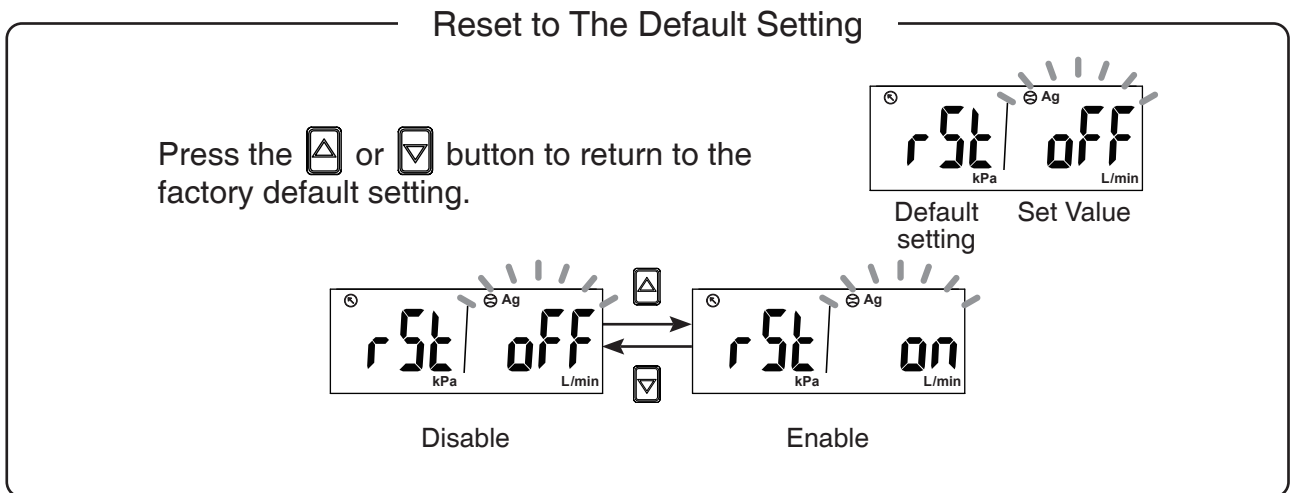 Reset to The Default Setting
Press the or button to return to the
factory default setting.
Ag
rSt oFF
kPa L/min
Default setting
Set Value
Ag
rSt oFF
kPa L/min
Disable
Ag
rSt on
kPa L/min
Enable